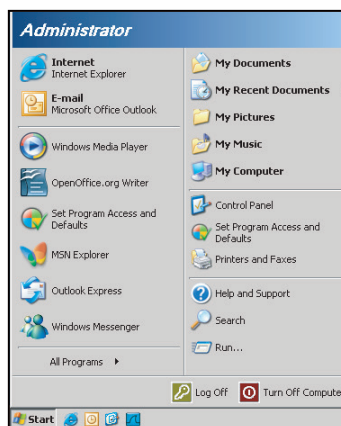 Administrator
Internet
Internet Explorer
E-mail
Microsoft Office Outlook
Windows Media Player
OpenOffice.org Writer
Set Program Access and
Defaults
MSN Explorer
Outlook Express
Windows Messenger
All Programs
My Documents
My Recent Documents
My Pictures
My Music
My Computer
Control Panel
Set Program Access and
Defaults
Printers and Faxes
Help and Support
Search
Run...
Log Off
Turn Off Compute
Start